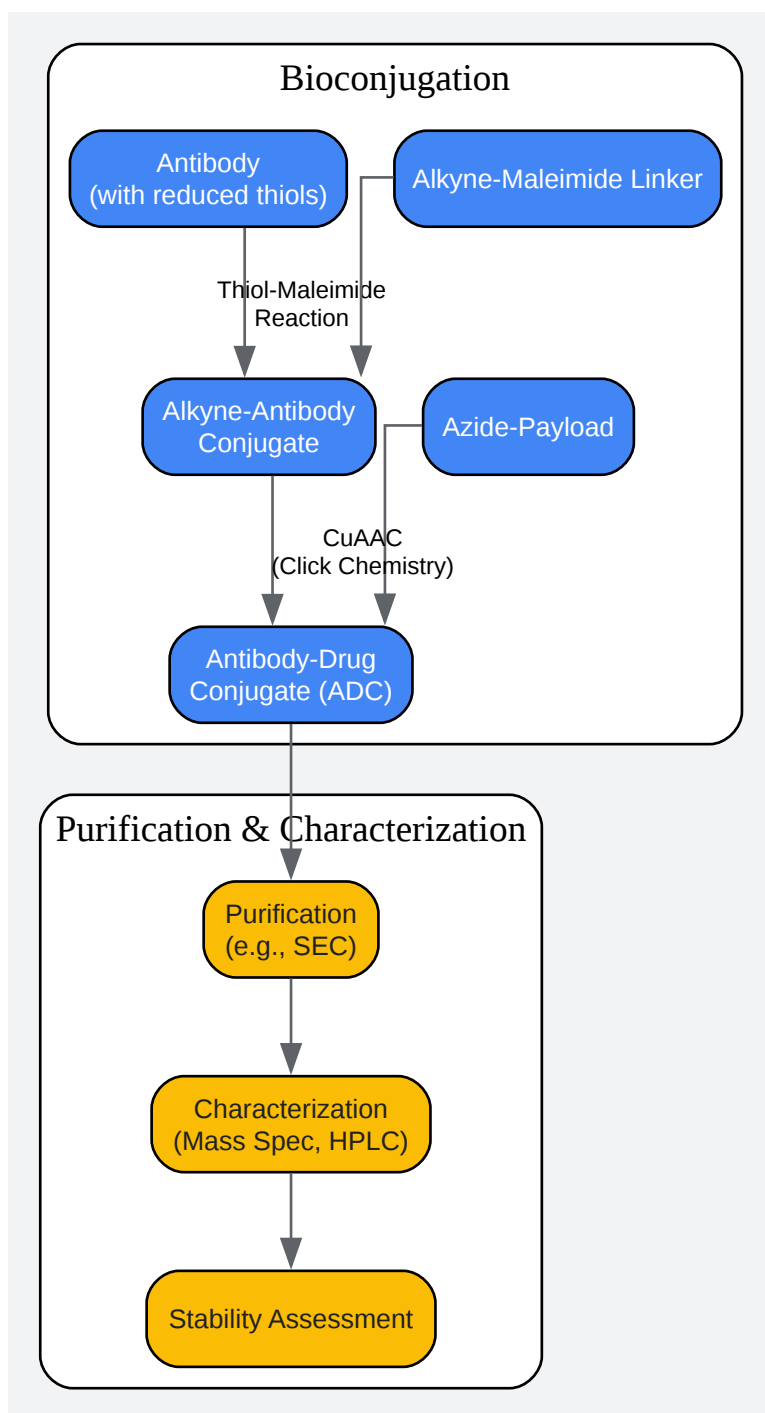 Bioconjugation
Antibody
(with reduced thiols)
Alkyne-Maleimide Linker
Thiol-Maleimide
Reaction
Alkyne-Antibody
Conjugate
Azide-Payload
CuAAC
(Click Chemistry)
Antibody-Drug
Conjugate (ADC)
Purification & Characterization
Purification
(e.g., SEC)
Characterization
(Mass Spec, HPLC)
Stability Assessment